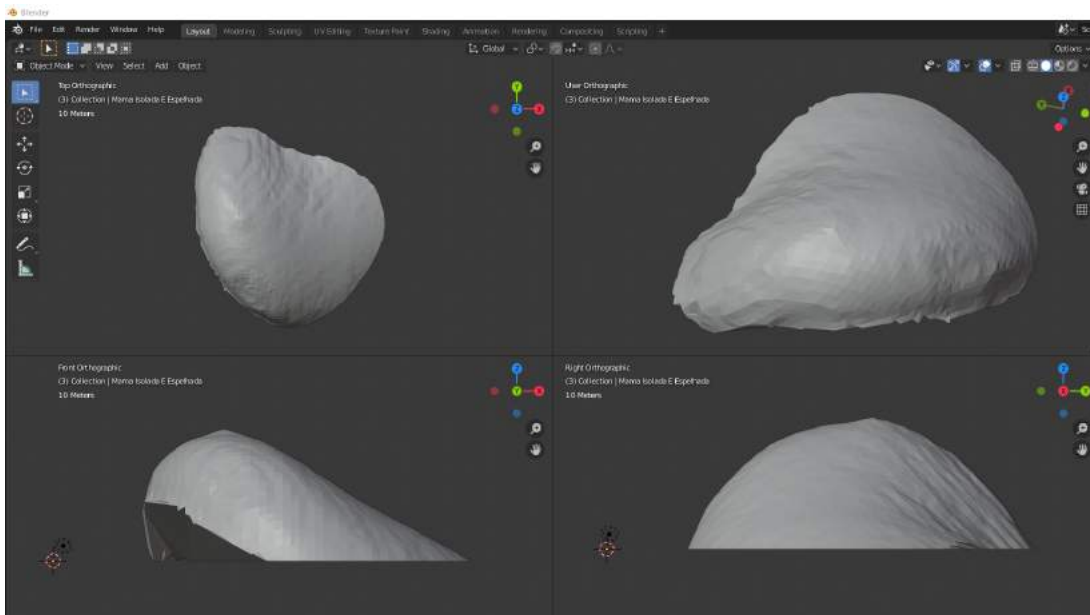 Blender
File Edit Render Window Help Layout Modeling Sculpting UV Editing Texture Paint Shading Animation Rendering Compositing Scripting +
Global
Options
Object Mode View Select Add Object
Top Orthographic
(3) Collection | Mama Isolada E Espelhada
10 Meters
User Orthographic
(3) Collection | Mama Isolada E Espelhada
Front Orthographic
(3) Collection | Mama Isolada E Espelhada
10 Meters
Right Orthographic
(3) Collection | Mama Isolada E Espelhada
10 Meters